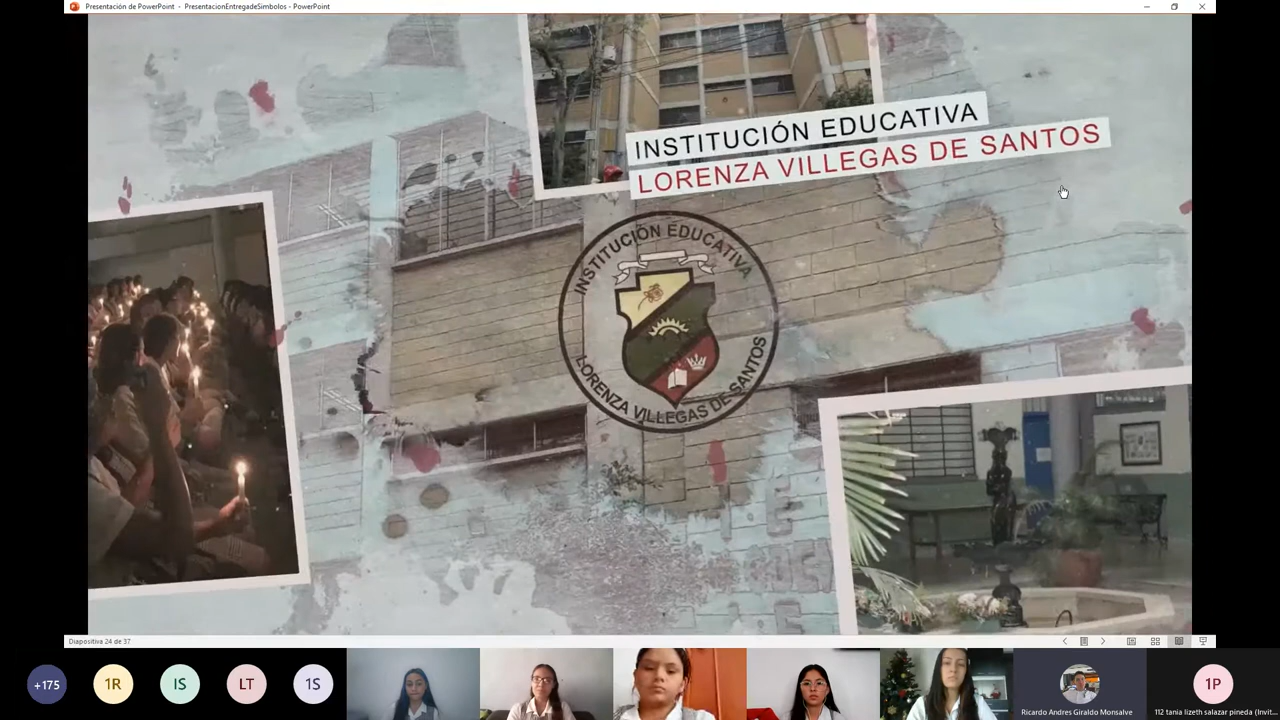 Presentación de PowerPoint - PresentacionEntregadeSimbolos - PowerPoint
INSTITUCIÓN EDUCATIVA
LORENZA VILLEGAS DE SANTOS
INSTITUCIÓN EDUCATIVA
LORENZA VILLEGAS DE SANTOS
Diapositiva 24 de 37
+175
1R
IS
LT
1S
Ricardo Andres Giraldo Monsalve
1P
112 tania lizeth salazar pineda (Invit...